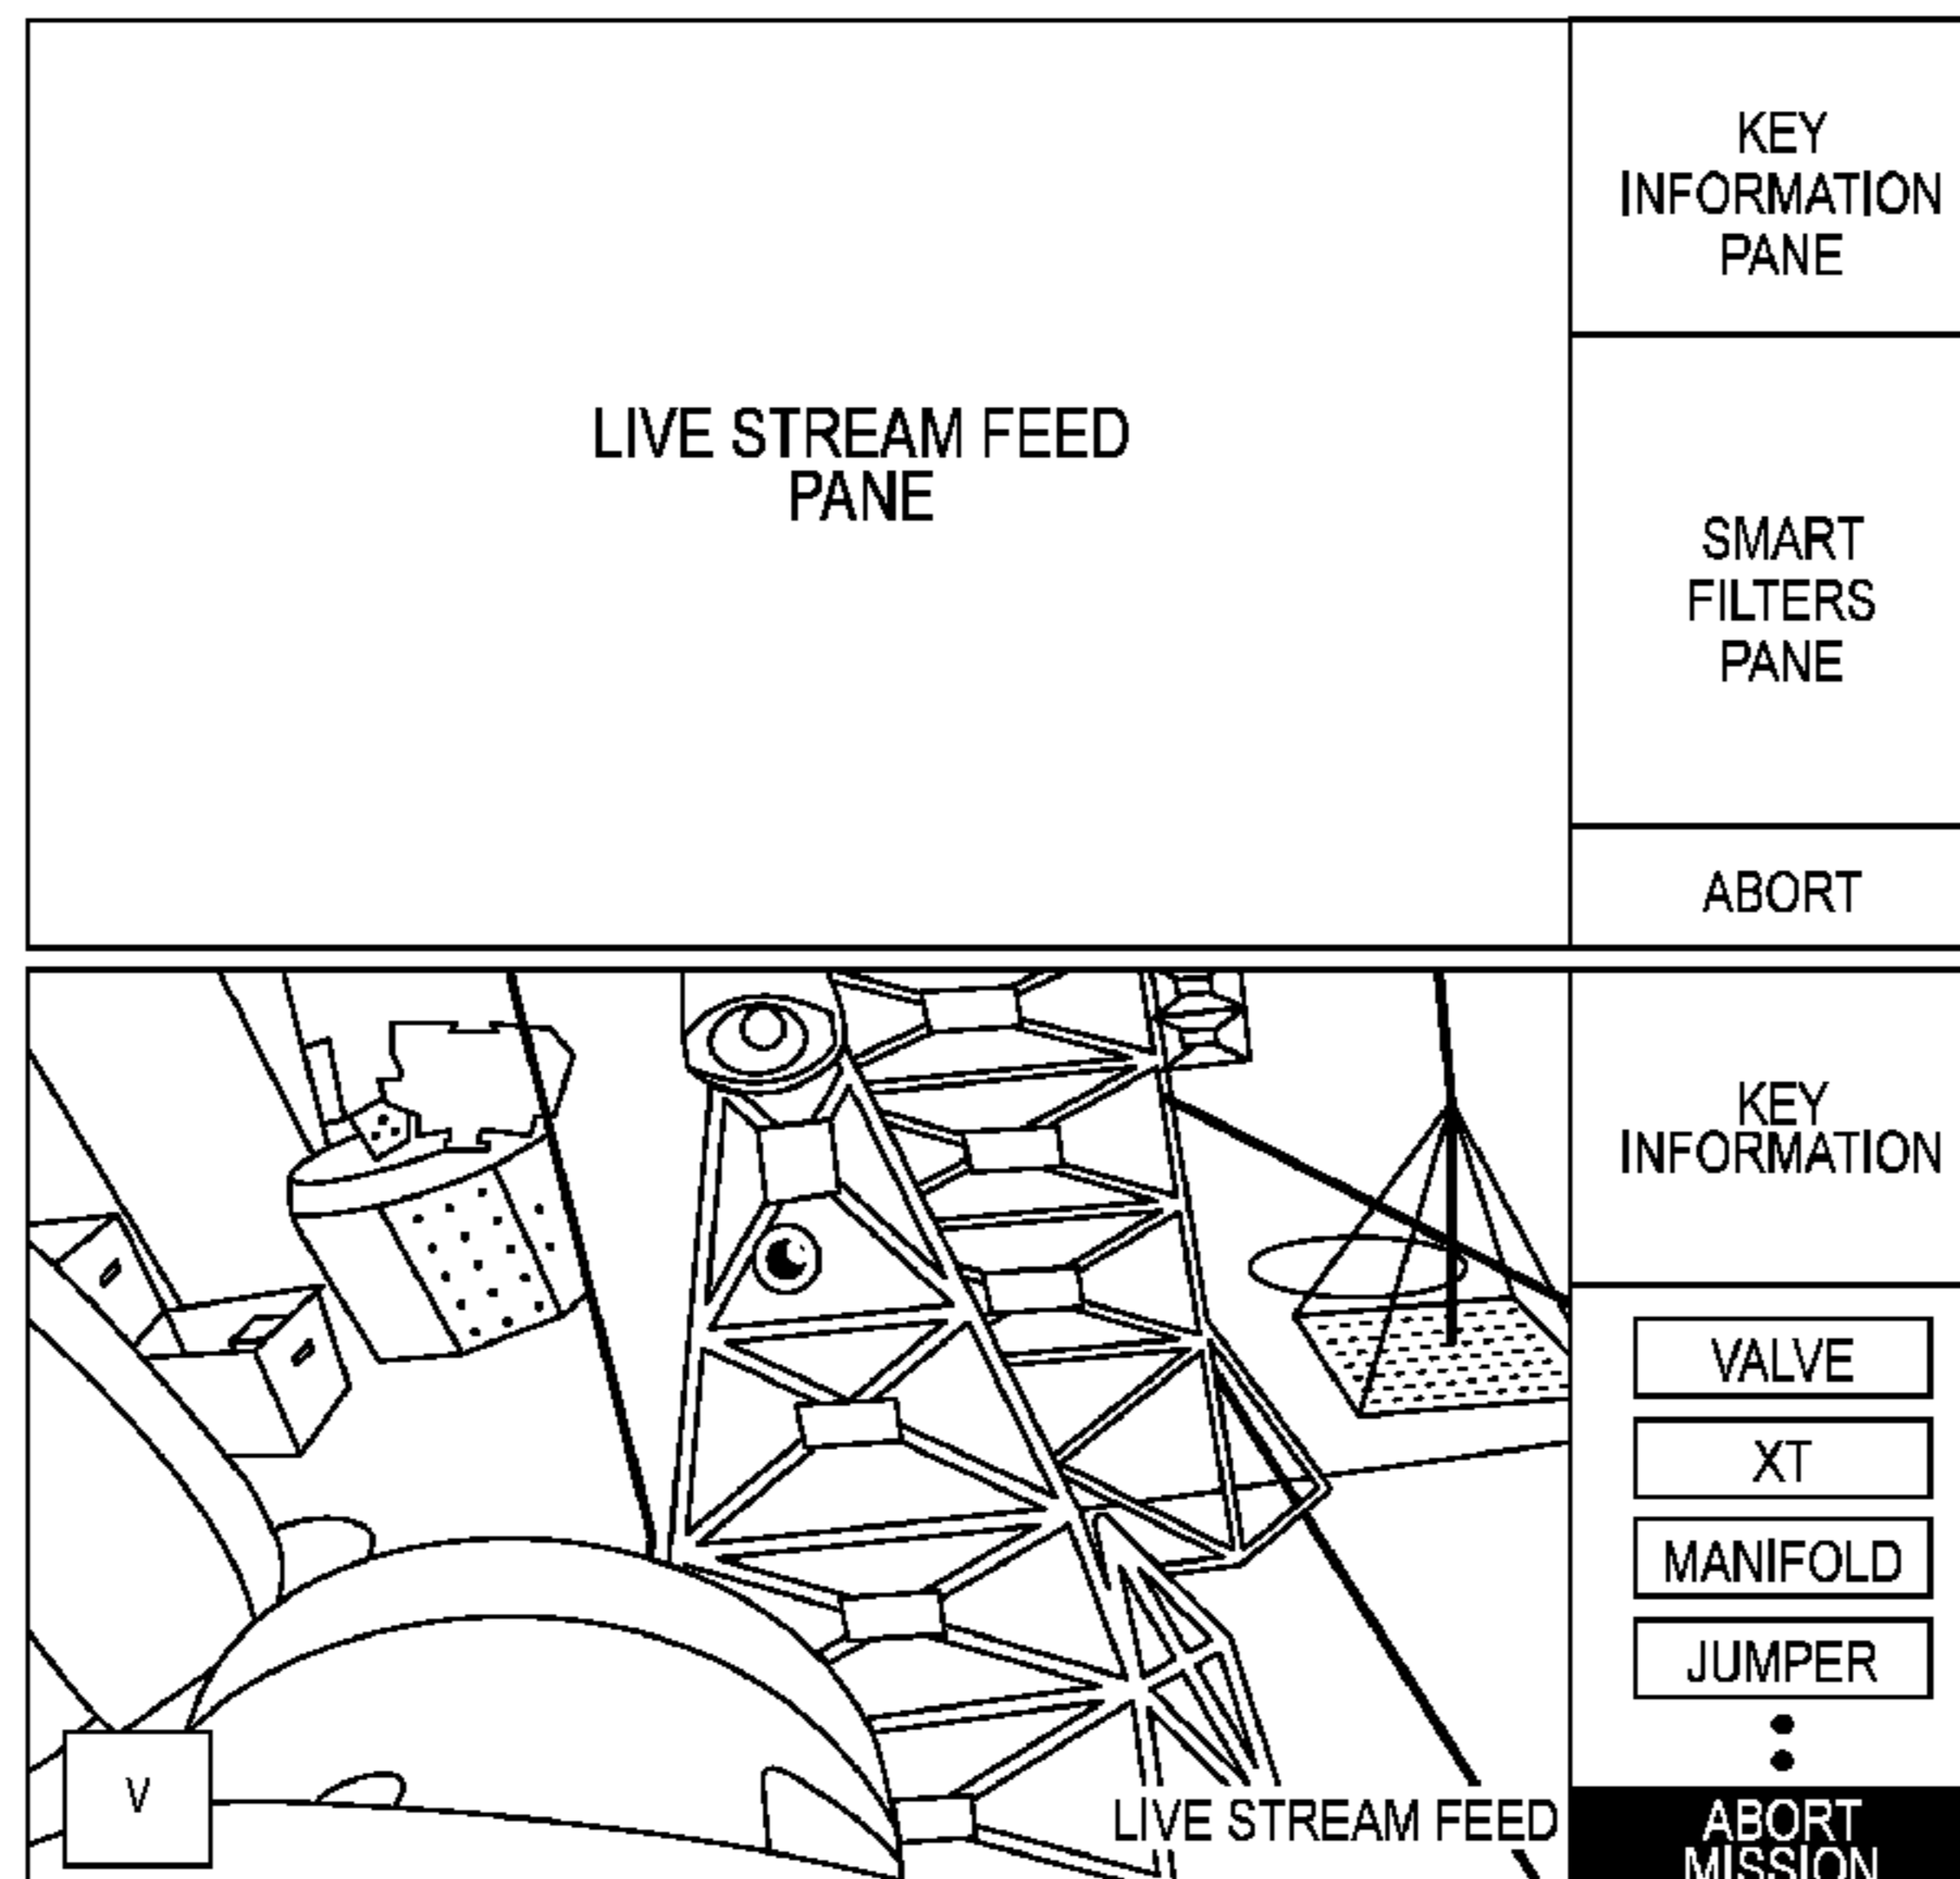 LIVE STREAM FEED
PANE
KEY
INFORMATION
PANE
SMART
FILTERS
PANE
ABORT
V
LIVE STREAM FEED
KEY
INFORMATION
VALVE
XT
MANIFOLD
JUMPER
ABORT
MISSION